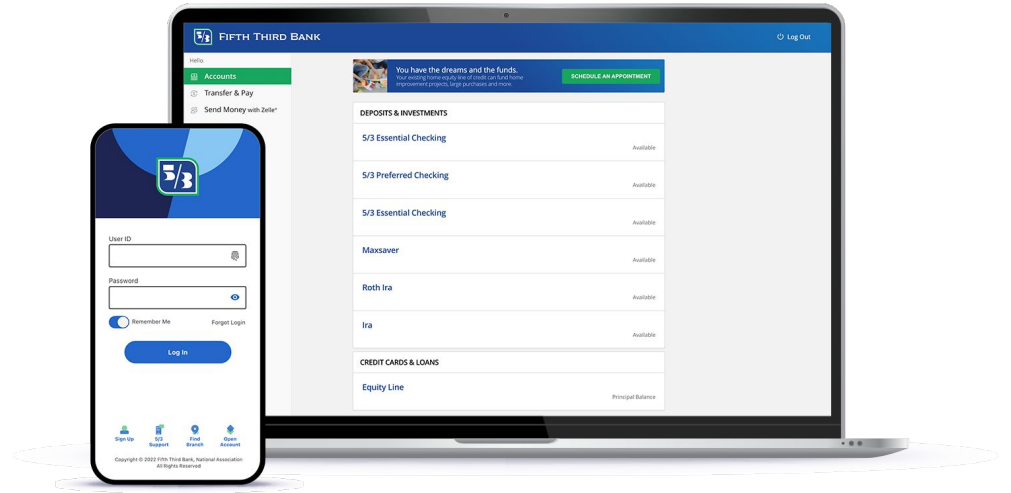 5/3 FIFTH THIRD BANK
Log Out
Hello,
Accounts
Transfer & Pay
Send Money with Zelle®
You have the dreams and the funds.
Your existing home equity line of credit can fund home
improvement projects, large purchases and more.
SCHEDULE AN APPOINTMENT
DEPOSITS & INVESTMENTS
5/3 Essential Checking
Available
5/3 Preferred Checking
Available
5/3 Essential Checking
Available
Maxsaver
Available
Roth Ira
Available
Ira
Available
CREDIT CARDS & LOANS
Equity Line
Principal Balance
5/3
User ID
Password
Remember Me
Forgot Login
Log In
Sign Up
5/3
Support
Find
Branch
Open
Account
Copyright © 2022 Fifth Third Bank, National Association
All Rights Reserved